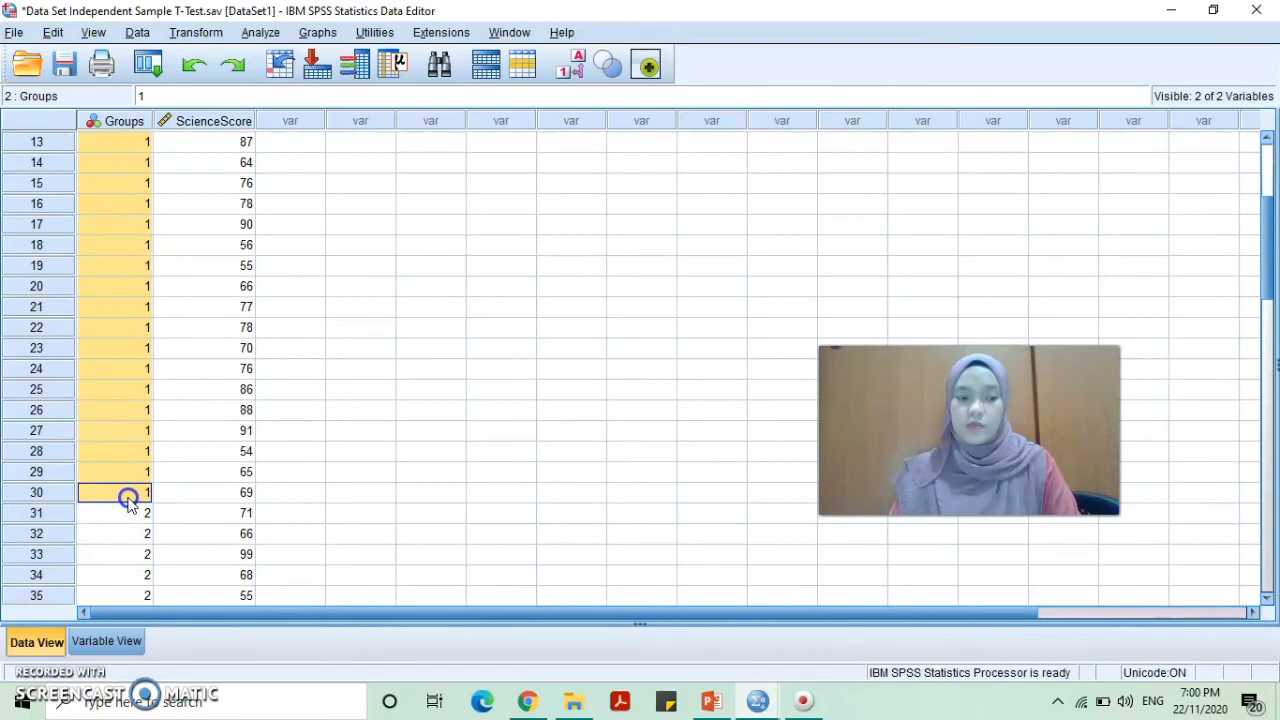 *Data Set Independent Sample T-Test.sav [DataSet1] - IBM SPSS Statistics Data Editor
File Edit View Data Transform Analyze Graphs Utilities Extensions Window Help
2 : Groups 1 Visible: 2 of 2 Variables
Groups ScienceScore var var var var var var var var var var var var var var
13 1 87
14 1 64
15 1 76
16 1 78
17 1 90
18 1 56
19 1 55
20 1 66
21 1 77
22 1 78
23 1 70
24 1 76
25 1 86
26 1 88
27 1 91
28 1 54
29 1 65
30 1 69
31 2 71
32 2 66
33 2 99
34 2 68
35 2 55
Data View Variable View
IBM SPSS Statistics Processor is ready Unicode:ON
RECORDED WITH
SCREENCAST MATIC
Type here to search
ENG 7:00 PM
22/11/2020 20